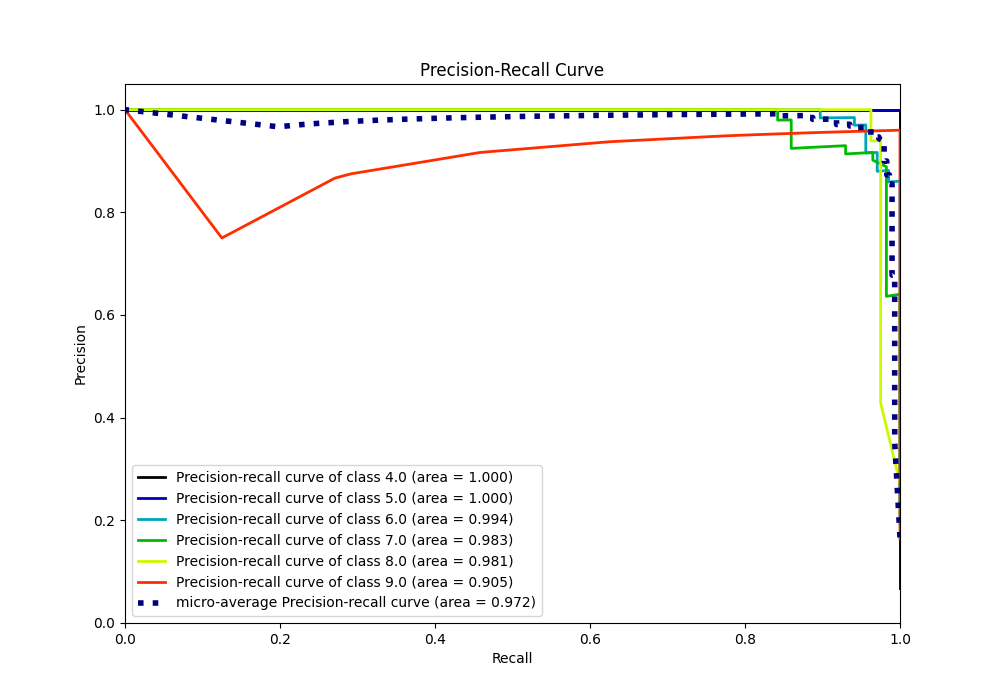 Precision-Recall Curve
1.0
0.8
0.6
0.4
0.2
0.0
Precision
Precision-recall curve of class 4.0 (area = 1.000)
Precision-recall curve of class 5.0 (area = 1.000)
Precision-recall curve of class 6.0 (area = 0.994)
Precision-recall curve of class 7.0 (area = 0.983)
Precision-recall curve of class 8.0 (area = 0.981)
Precision-recall curve of class 9.0 (area = 0.905)
micro-average Precision-recall curve (area = 0.972)
0.0 0.2 0.4 0.6 0.8 1.0
Recall